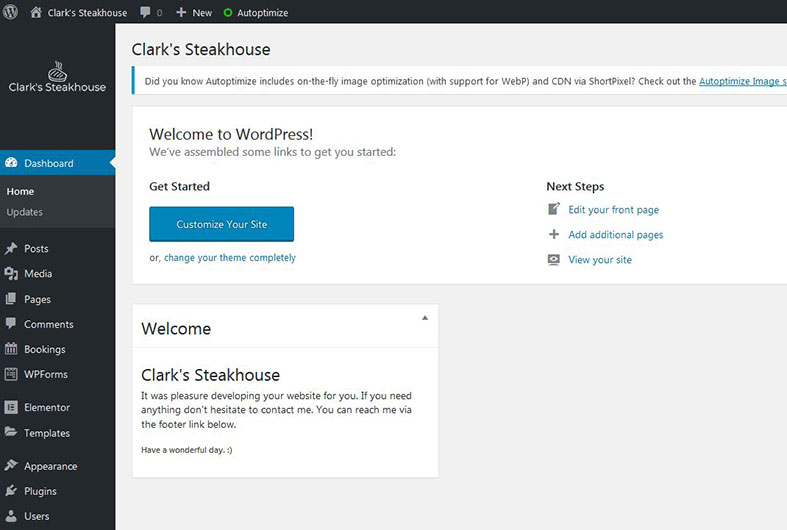 Clark's Steakhouse 0 New Autoptimize
Clark's Steakhouse
Dashboard
Home
Updates
Posts
Media
Pages
Comments
Bookings
WPForms
Elementor
Templates
Appearance
Plugins
Users
Clark's Steakhouse
Did you know Autoptimize includes on-the-fly image optimization (with support for WebP) and CDN via ShortPixel? Check out the Autoptimize Image s
Welcome to WordPress!
We've assembled some links to get you started:
Get Started
Customize Your Site
or, change your theme completely
Next Steps
Edit your front page
Add additional pages
View your site
Welcome
Clark's Steakhouse
It was pleasure developing your website for you. If you need
anything don't hesitate to contact me. You can reach me via
the footer link below.
Have a wonderful day. :)